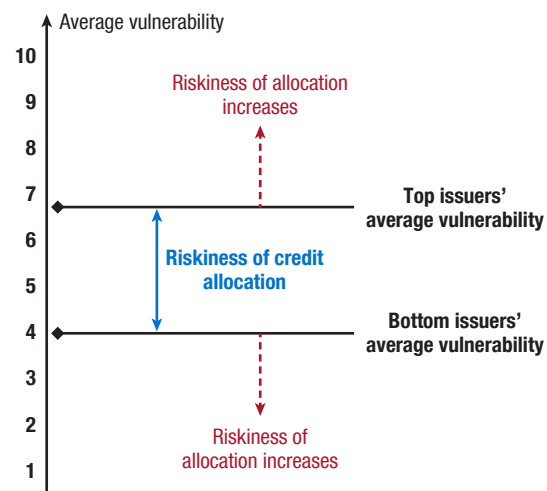 Average vulnerability
10
9
8
7
6
5
4
3
2
1
Riskiness of allocation
increases
Top issuers'
average vulnerability
Riskiness of credit
allocation
Bottom issuers'
average vulnerability
Riskiness of
allocation increases